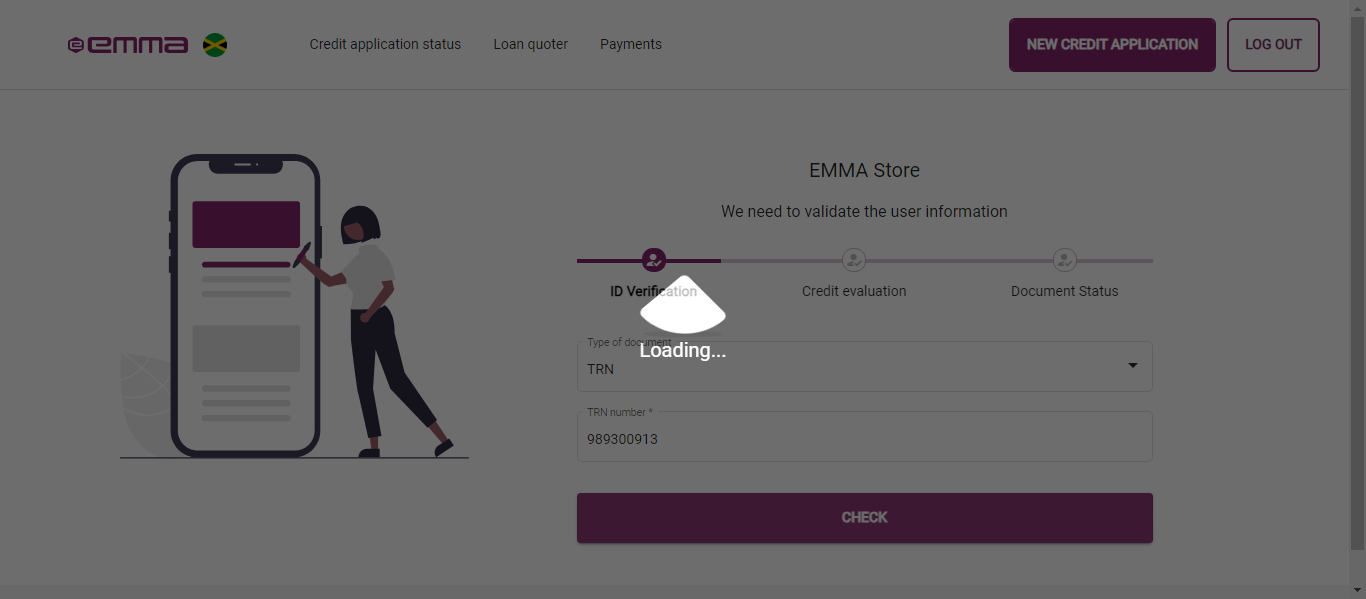 emma
Credit application status
Loan quoter
Payments
NEW CREDIT APPLICATION
LOG OUT
EMMA Store
We need to validate the user information
ID Verification
Credit evaluation
Document Status
Loading...
Type of document
TRN
TRN number *
989300913
CHECK